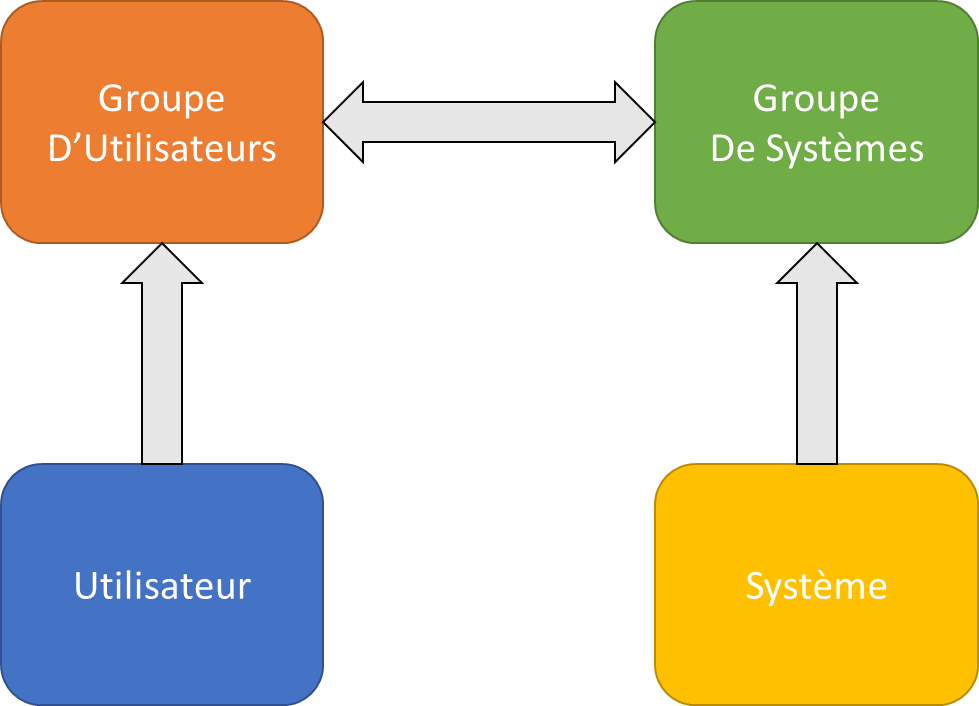 Groupe
D’Utilisateurs
Groupe
De Systèmes
Utilisateur
Système